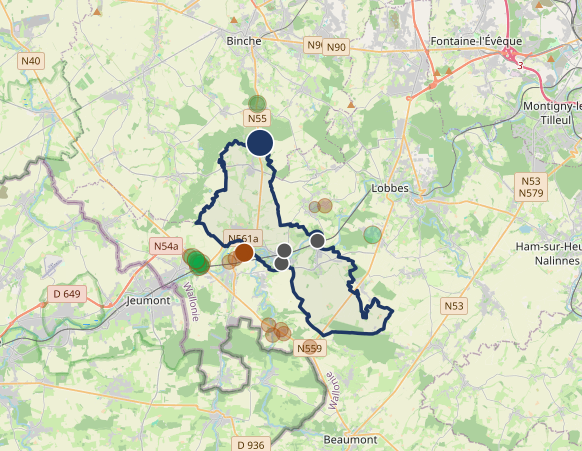 Binche
Fontaine-l'Évêque
N90
N40
3
Montigny-le-
Tilleul
N55
Lobbes
N53
N579
N561a
N54a
Ham-sur-Heu
Nalinnes
D 649
Jeumont
Wallonie
N53
N559
Wallonie
D 936
Beaumont